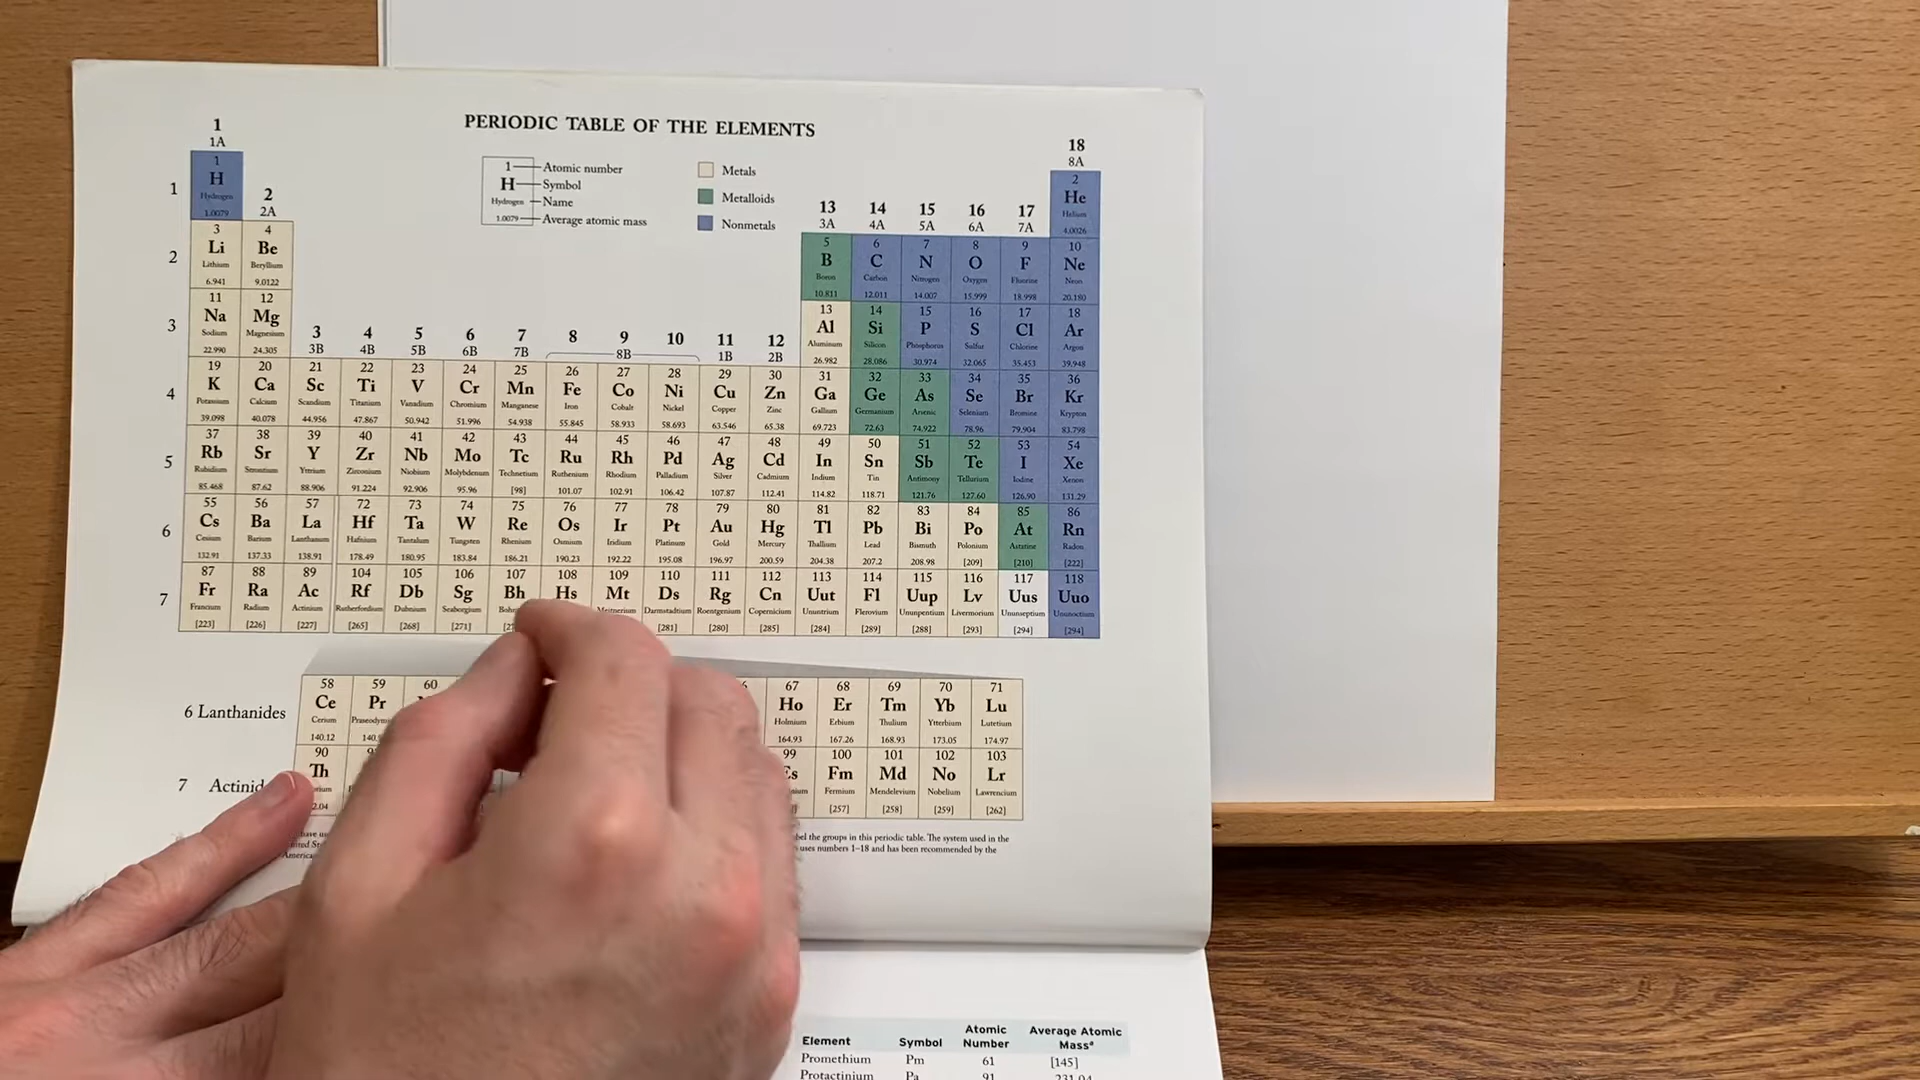 PERIODIC TABLE OF THE ELEMENTS
1 18
1A 8A
1— Atomic number
H— Symbol
Hydrogen — Name
1.0079— Average atomic mass
Metals
Metalloids
Nonmetals
1 1 2
H He
Hydrogen Helium
1.0079 4.0026
2 13 14 15 16 17
2A 3A 4A 5A 6A 7A
2 3 4 5 6 7 8 9 10
Li Be B C N O F Ne
Lithium Beryllium Boron Carbon Nitrogen Oxygen Fluorine Neon
6.941 9.0122 10.811 12.011 14.007 15.999 18.998 20.180
3 11 12 13 14 15 16 17 18
Na Mg Al Si P S Cl Ar
Sodium Magnesium Aluminum Silicon Phosphorus Sulfur Chlorine Argon
22.990 24.305 26.982 28.086 30.974 32.065 35.453 39.948
3 4 5 6 7 8 9 10 11 12
3B 4B 5B 6B 7B 8B 1B 2B
4 19 20 21 22 23 24 25 26 27 28 29 30 31 32 33 34 35 36
K Ca Sc Ti V Cr Mn Fe Co Ni Cu Zn Ga Ge As Se Br Kr
Potassium Calcium Scandium Titanium Vanadium Chromium Manganese Iron Cobalt Nickel Copper Zinc Gallium Germanium Arsenic Selenium Bromine Krypton
39.098 40.078 44.956 47.867 50.942 51.996 54.938 55.845 58.933 58.693 63.546 65.38 69.723 72.63 74.922 78.96 79.904 83.798
5 37 38 39 40 41 42 43 44 45 46 47 48 49 50 51 52 53 54
Rb Sr Y Zr Nb Mo Tc Ru Rh Pd Ag Cd In Sn Sb Te I Xe
Rubidium Strontium Yttrium Zirconium Niobium Molybdenum Technetium Ruthenium Rhodium Palladium Silver Cadmium Indium Tin Antimony Tellurium Iodine Xenon
85.468 87.62 88.906 91.224 92.906 95.96 [98] 101.07 102.91 106.42 107.87 112.41 114.82 118.71 121.76 127.60 126.90 131.29
6 55 56 57 72 73 74 75 76 77 78 79 80 81 82 83 84 85 86
Cs Ba La Hf Ta W Re Os Ir Pt Au Hg Tl Pb Bi Po At Rn
Cesium Barium Lanthanum Hafnium Tantalum Tungsten Rhenium Osmium Iridium Platinum Gold Mercury Thallium Lead Bismuth Polonium Astatine Radon
132.91 137.33 138.91 178.49 180.95 183.84 186.21 190.23 192.22 195.08 196.97 200.59 204.38 207.2 208.98 [209] [210] [222]
7 87 88 89 104 105 106 107 108 109 110 111 112 113 114 115 116 117 118
Fr Ra Ac Rf Db Sg Bh Hs Mt Ds Rg Cn Uut Fl Uup Lv Uus Uuo
Francium Radium Actinium Rutherfordium Dubnium Seaborgium Meitnerium Darmstadtium Roentgenium Copernicium Ununtrium Flerovium Ununpentium Livermorium Ununseptium Ununoctium
[223] [226] [227] [265] [268] [271] [281] [280] [285] [284] [289] [288] [293] [294] [294]
6 Lanthanides
58 59 60 67 68 69 70 71
Ce Pr Ho Er Tm Yb Lu
Cerium Holmium Erbium Thulium Ytterbium Lutetium
140.12 164.93 167.26 168.93 173.05 174.97
7
90 99 100 101 102 103
Th Es Fm Md No Lr
Fermium Mendelevium Nobelium Lawrencium
[257] [258] [259] [262]
the groups in this periodic table. The system used in the
uses numbers 1–18 and has been recommended by the
Element Symbol Atomic Number Average Atomic Massª
Promethium Pm 61 [145]
Protactinium Pa 91 231.04